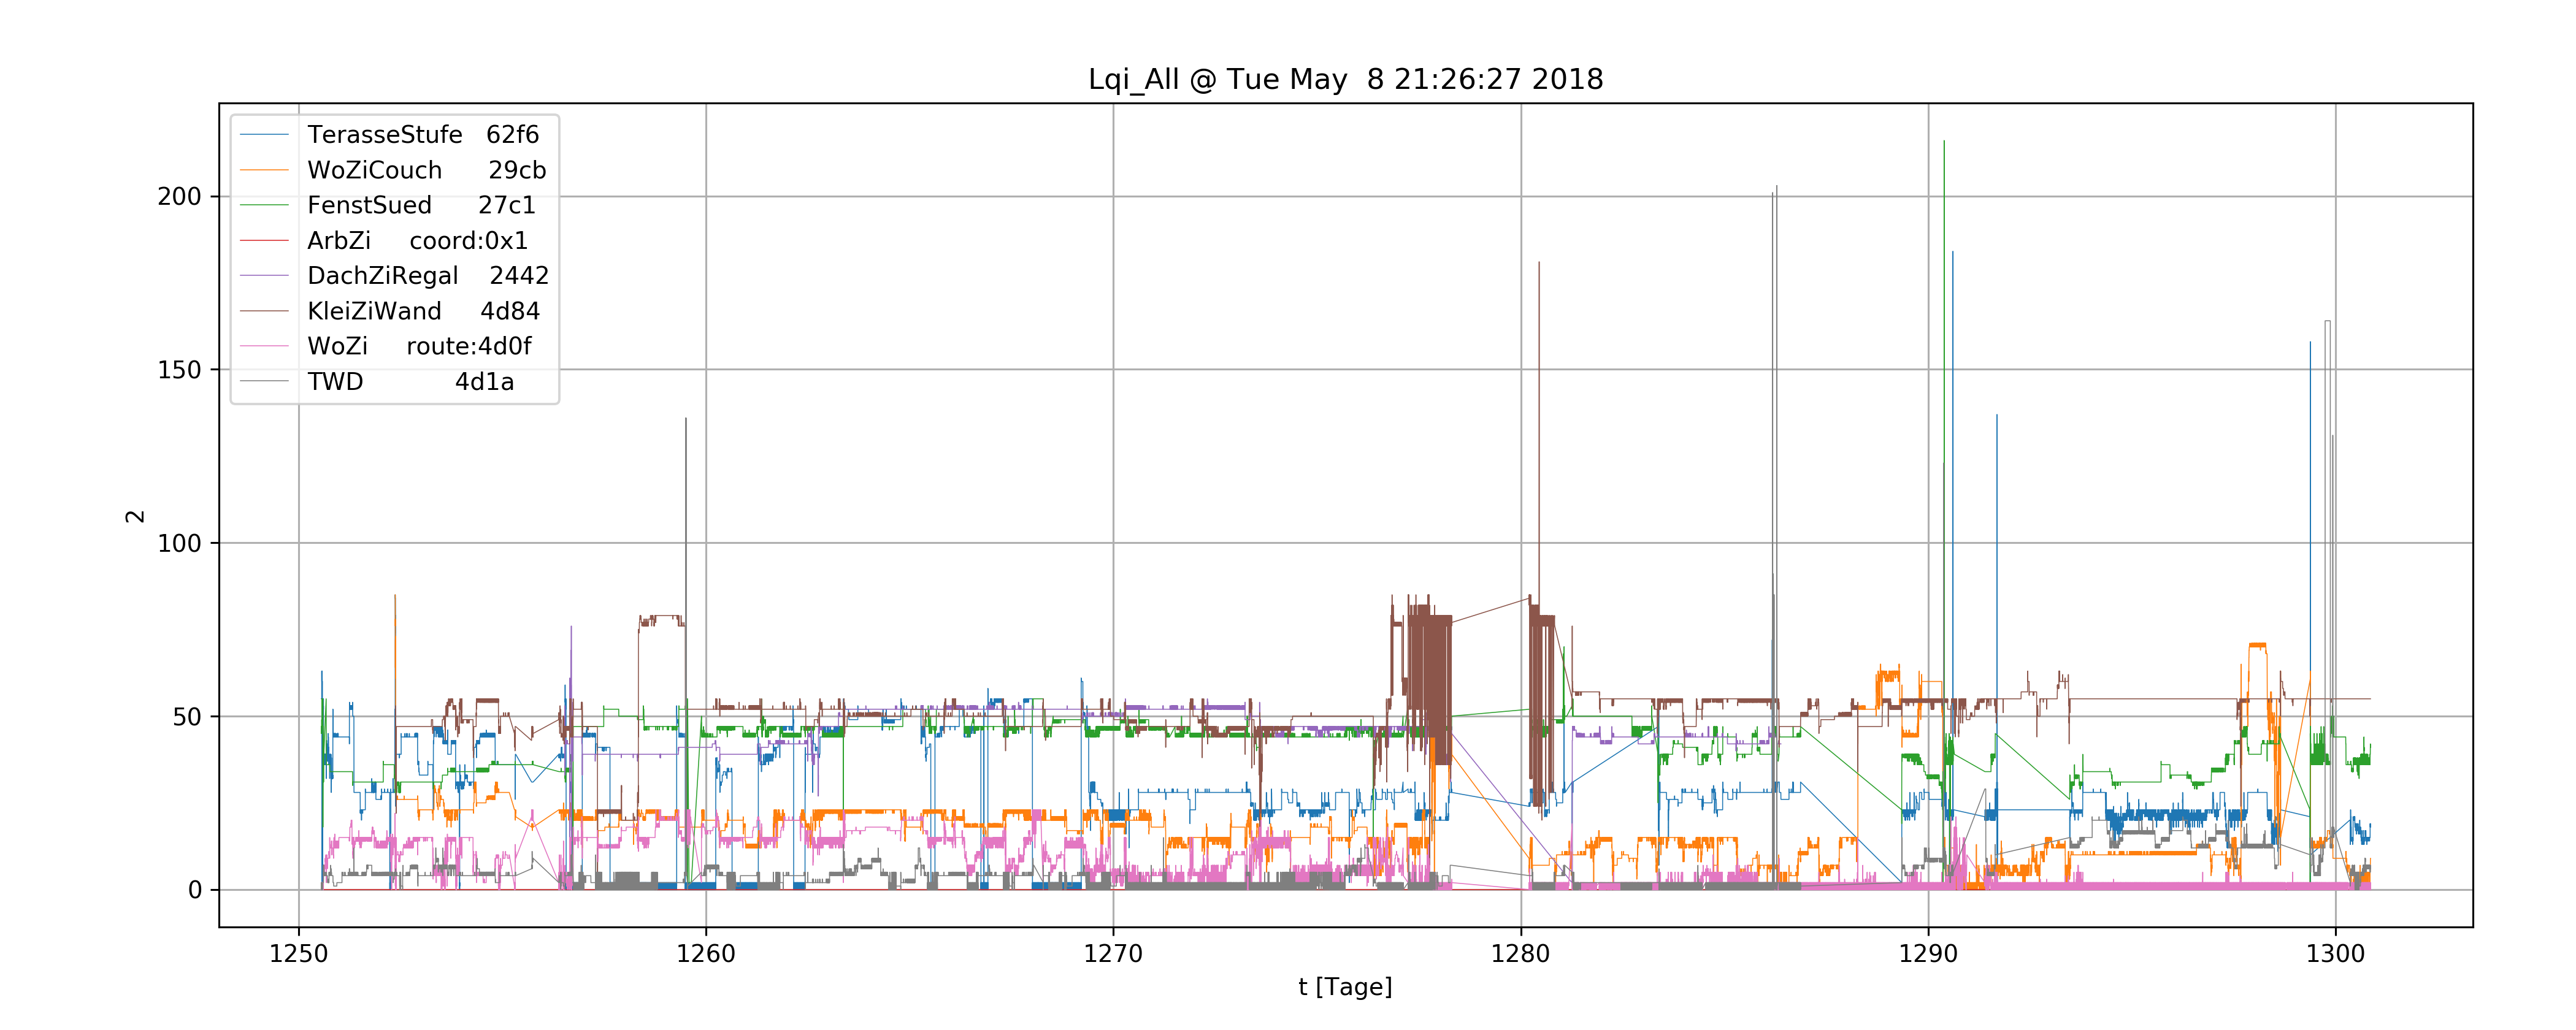 Lqi_All @ Tue May  8 21:26:27 2018
TerasseStufe   62f6
WoZiCouch      29cb
FenstSued      27c1
ArbZi     coord:0x1
DachZiRegal    2442
KleiZiWand     4d84
WoZi     route:4d0f
TWD            4d1a
200
150
100
50
0
2
1250
1260
1270
1280
1290
1300
t [Tage]